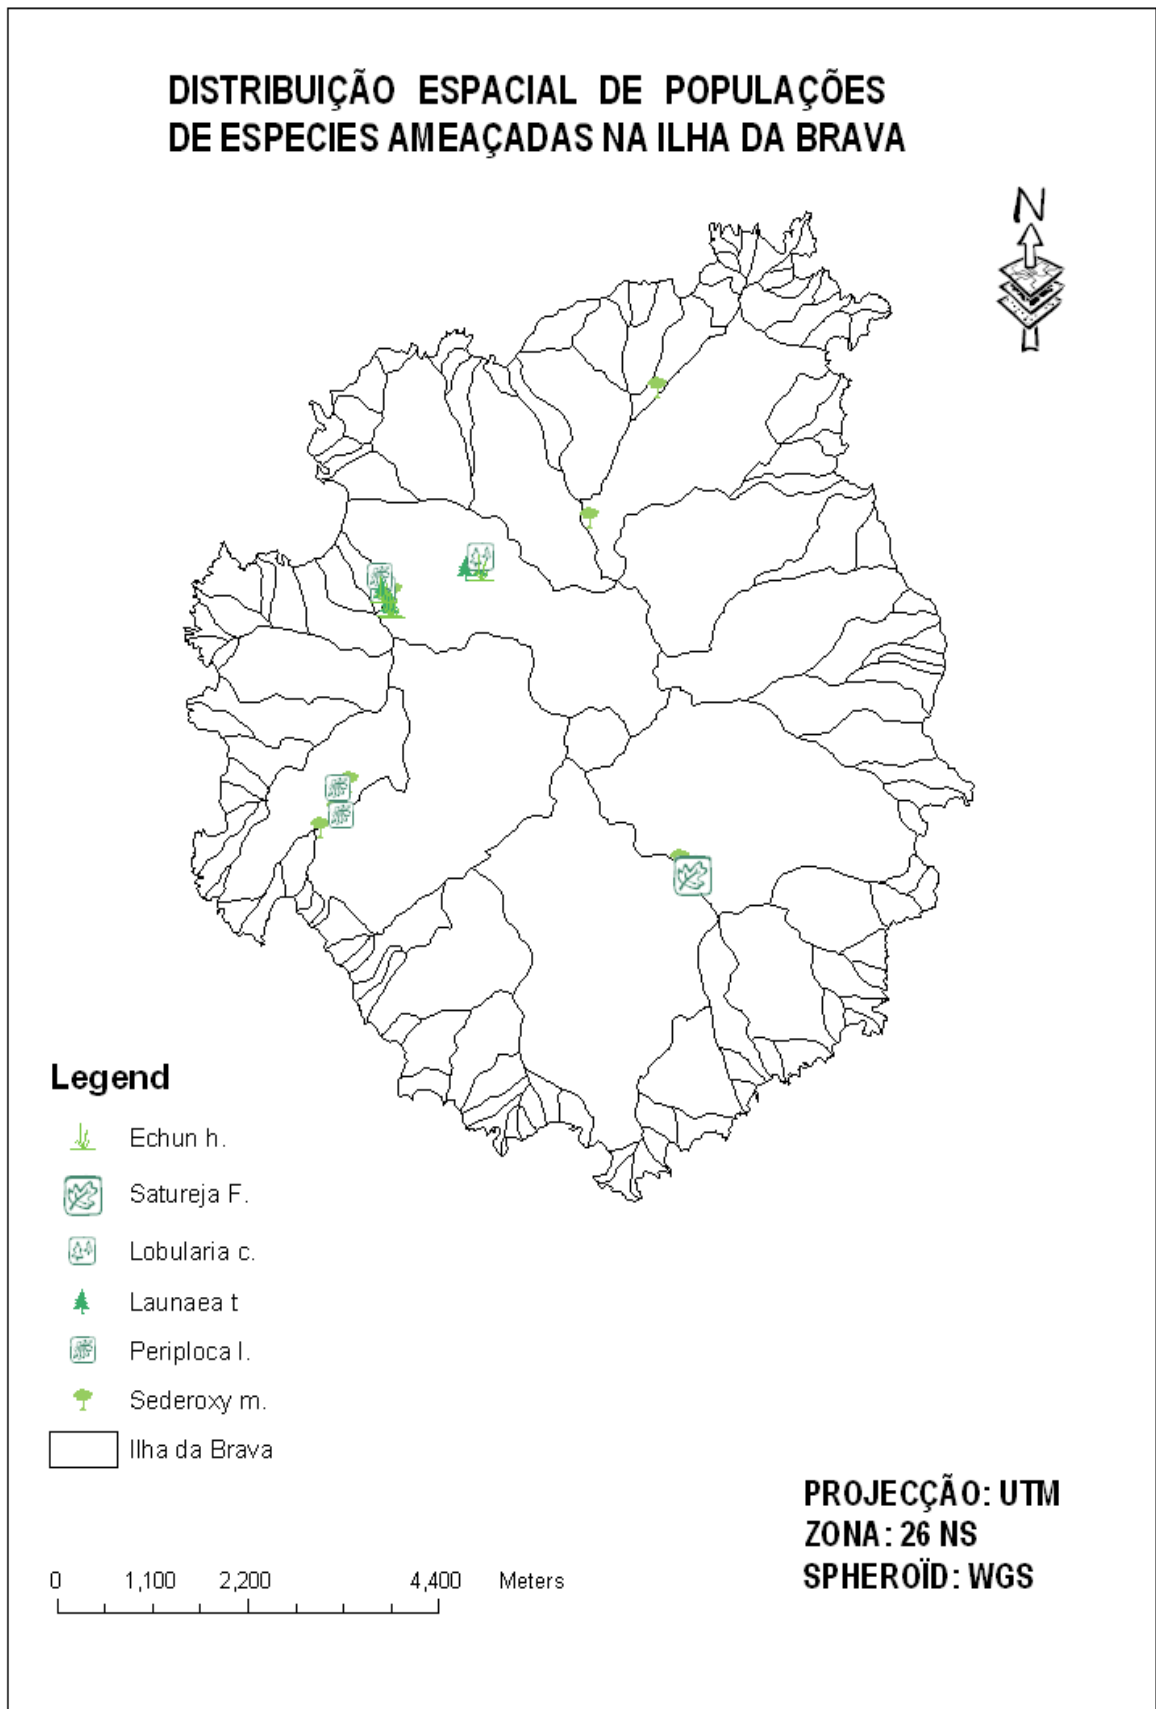 DISTRIBUIÇÃO ESPACIAL DE POPULAÇÕES
DE ESPECIES AMEAÇADAS NA ILHA DA BRAVA
N
Legend
Echun h.
Satureja F.
Lobularia c.
Launaea t
Periploca l.
Sederoxy m.
Ilha da Brava
PROJECÇÃO: UTM
ZONA: 26 NS
SPHEROÏD: WGS
0 1,100 2,200 4,400 Meters